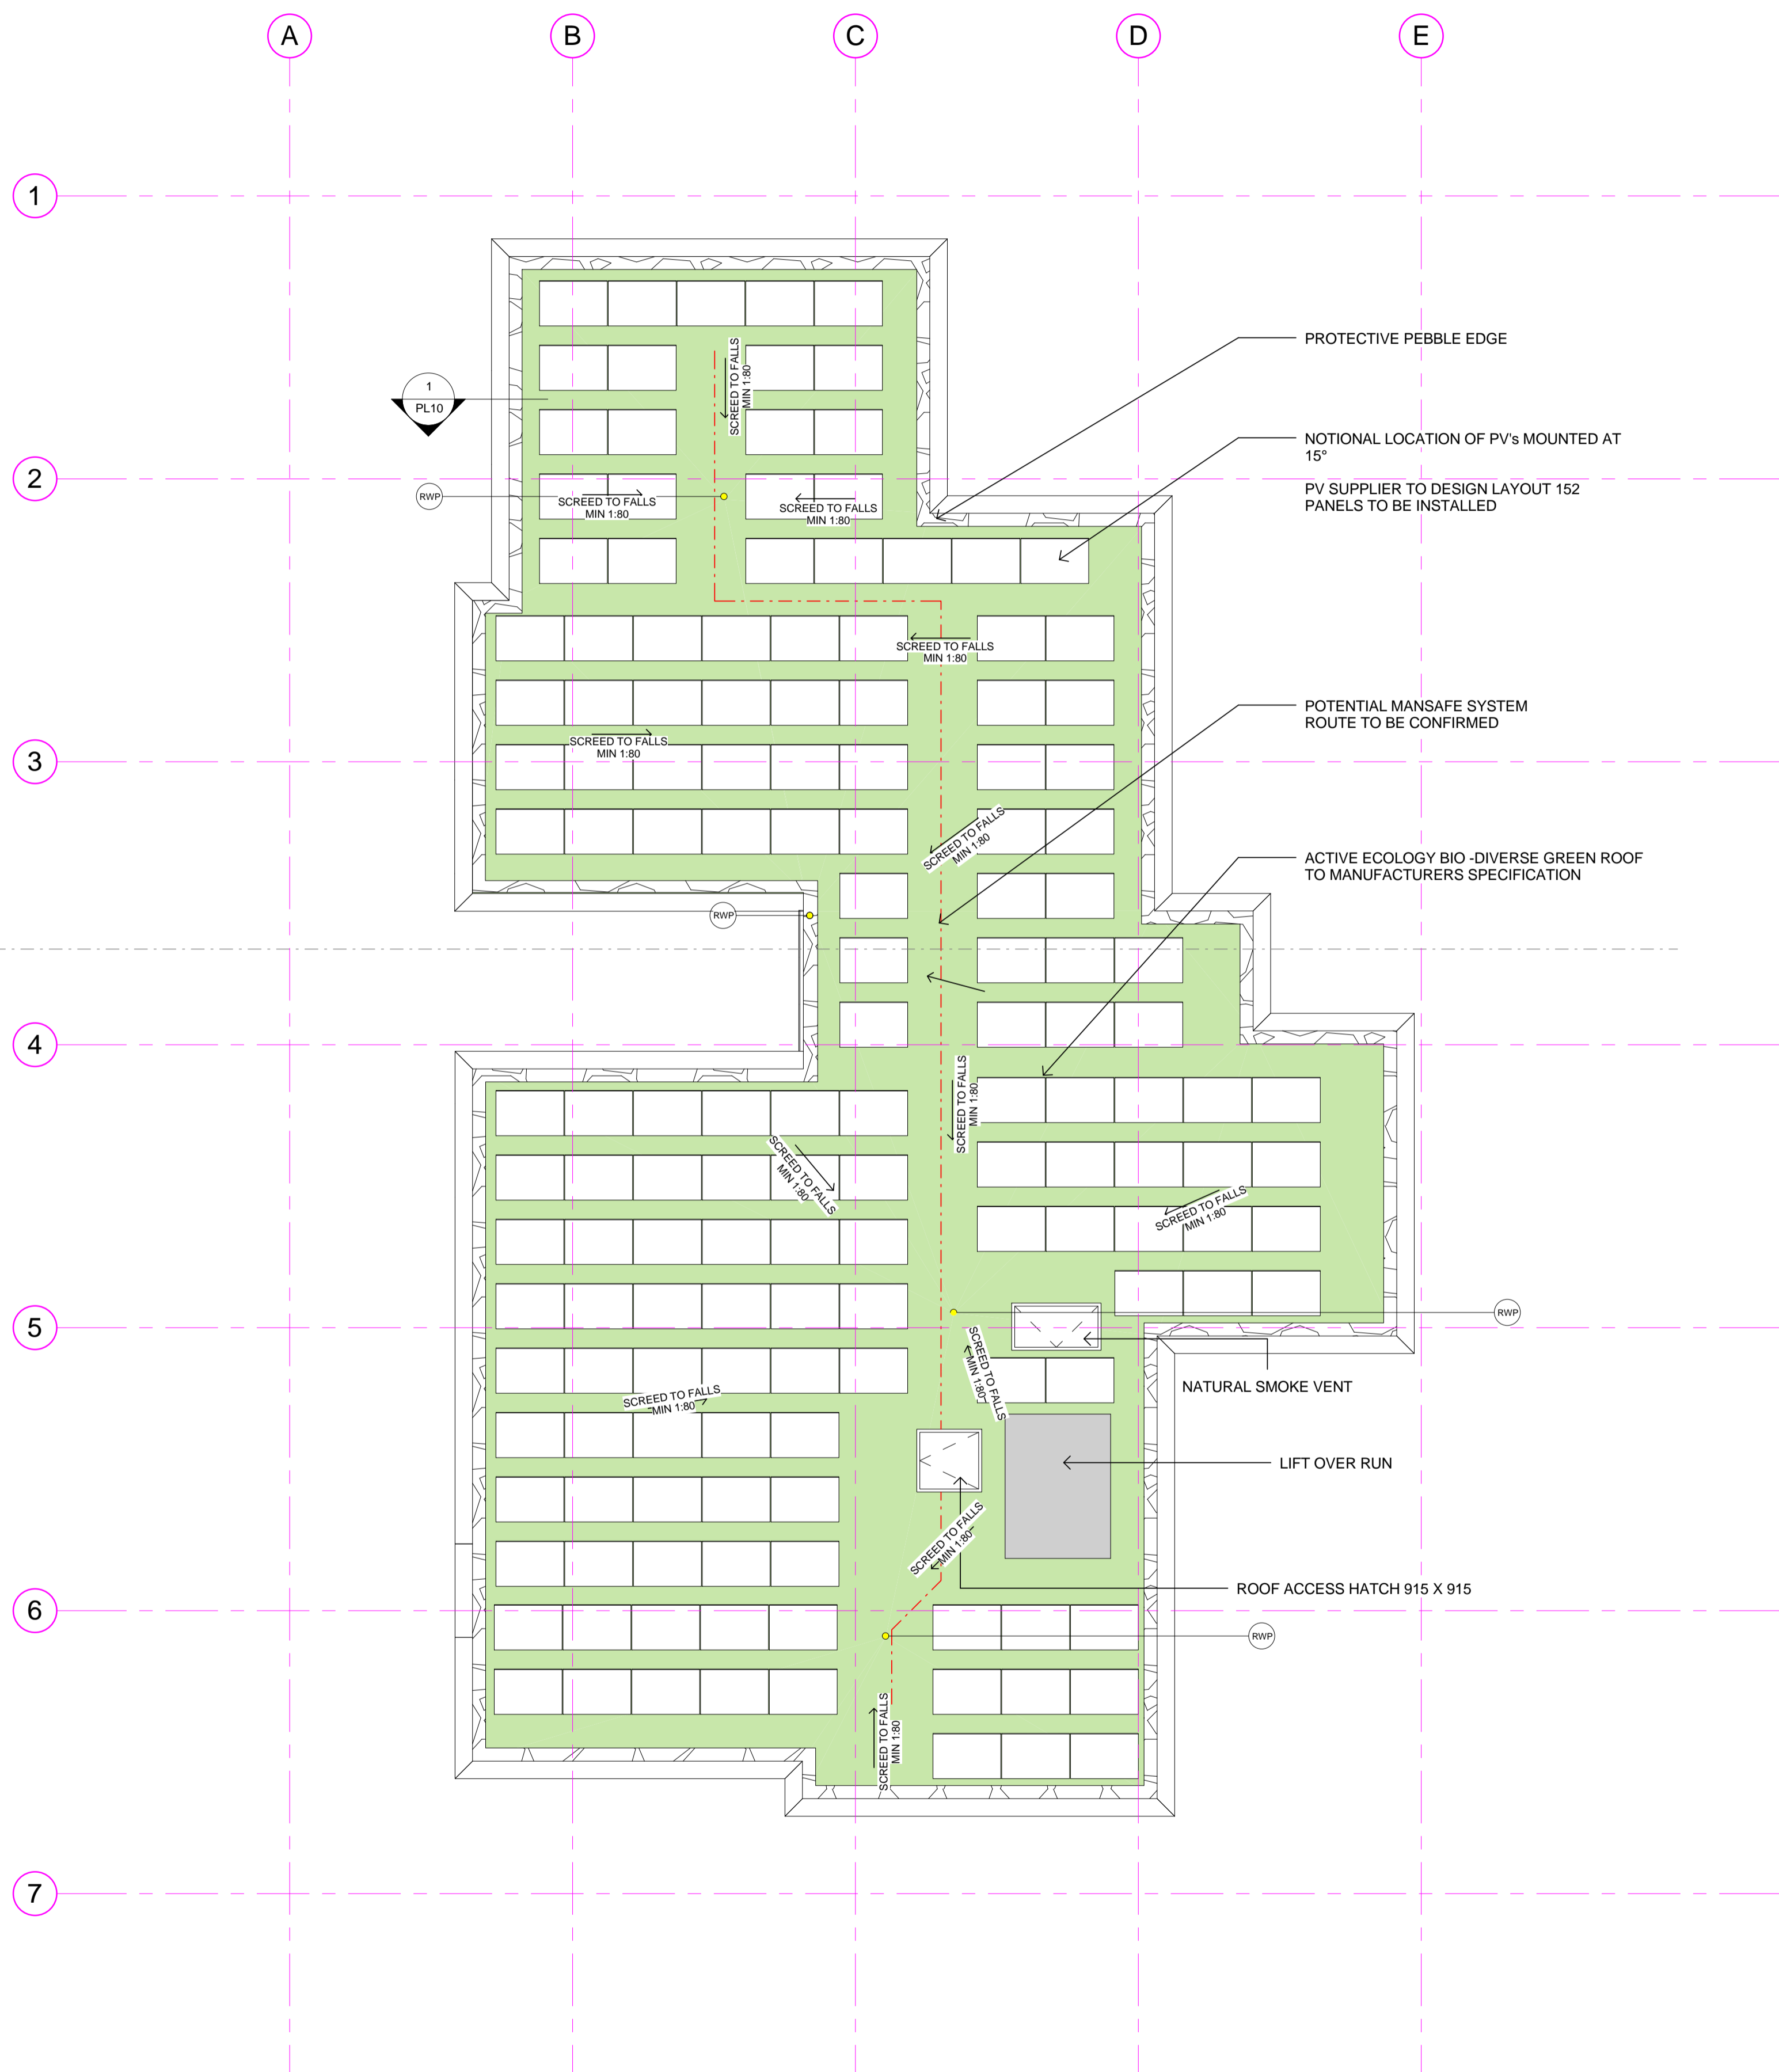 A
B
C
D
E
1
PROTECTIVE PEBBLE EDGE
SCREED TO FALLS
MIN 1:80
1
PL10
NOTIONAL LOCATION OF PV's MOUNTED AT
15°
PV SUPPLIER TO DESIGN LAYOUT 152
PANELS TO BE INSTALLED
2
RWP
SCREED TO FALLS
MIN 1:80
SCREED TO FALLS
MIN 1:80
SCREED TO FALLS
MIN 1:80
POTENTIAL MANSAFE SYSTEM
ROUTE TO BE CONFIRMED
SCREED TO FALLS
MIN 1:80
3
SCREED TO FALLS
MIN 1:80
ACTIVE ECOLOGY BIO -DIVERSE GREEN ROOF
TO MANUFACTURERS SPECIFICATION
RWP
4
SCREED TO FALLS
MIN 1:80
SCREED TO FALLS
MIN 1:80
SCREED TO FALLS
MIN 1:80
RWP
5
SCREED TO FALLS
MIN 1:80
NATURAL SMOKE VENT
SCREED TO FALLS
MIN 1:80
LIFT OVER RUN
SCREED TO FALLS
MIN 1:80
ROOF ACCESS HATCH 915 X 915
6
RWP
SCREED TO FALLS
MIN 1:80
7